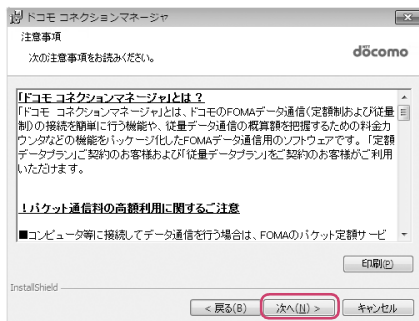 ドコモ コネクションマネージャ
注意事項
次の注意事項をお読みください。
döcomo
「ドコモ コネクションマネージャ」とは？
「ドコモ コネクションマネージャ」とは、ドコモのFOMAデータ通信(定額制および従量
制)の接続を簡単に行う機能や、従量データ通信の概算額を把握するための料金カ
ウンタなどの機能をパッケージ化したFOMAデータ通信用のソフトウェアです。「定額
データプラン」ご契約のお客様および「従量データプラン」をご契約のお客様がご利用
いただけます。
！パケット通信料の高額利用に関するご注意
■コンピュータ等に接続してデータ通信を行う場合は、FOMAのパケット定額サービ
印刷(P)
InstallShield
< 戻る(B)
次へ(N) >
キャンセル